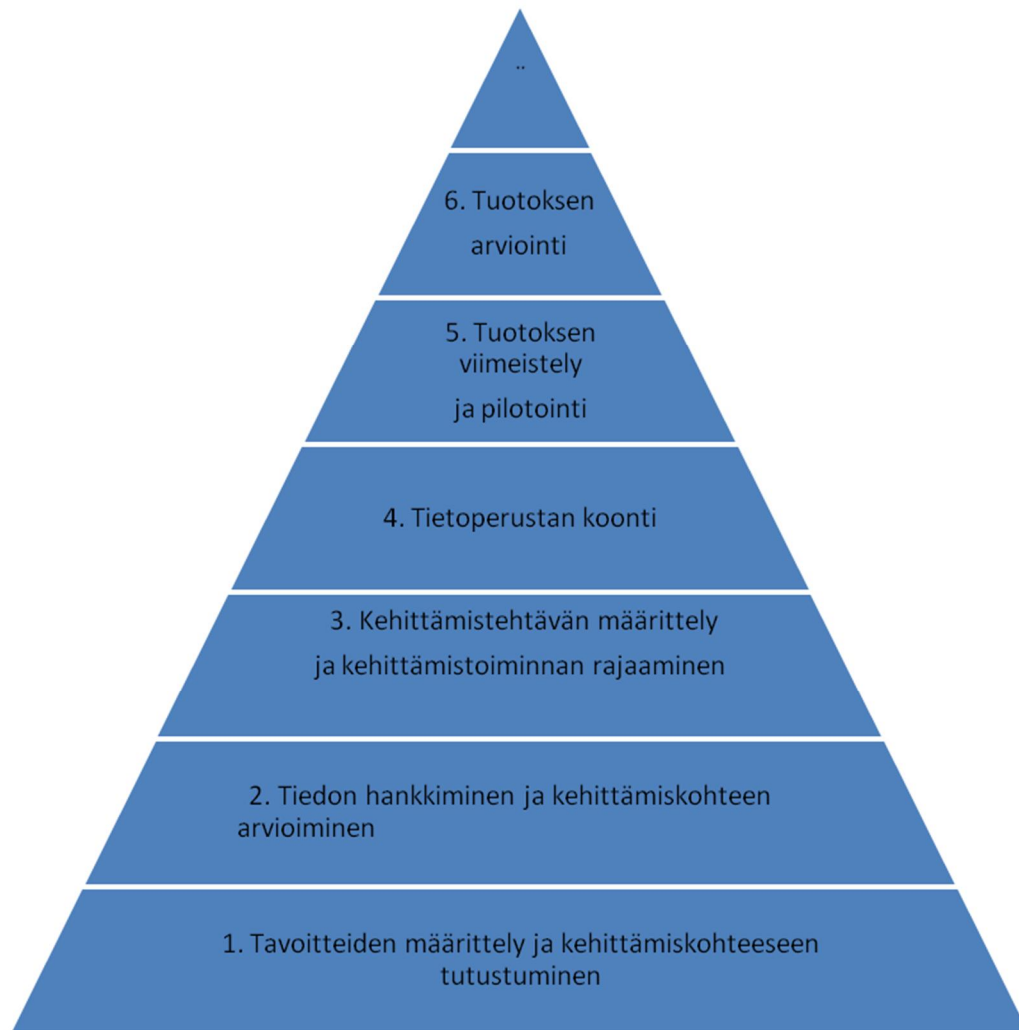 ..
6. Tuotoksen
arviointi
5. Tuotoksen
viimeistely
ja pilotointi
4. Tietoperustan koonti
3. Kehittämistehtävän määrittely
ja kehittämistoiminnan rajaaminen
2. Tiedon hankkiminen ja kehittämiskohteen
arvioiminen
1. Tavoitteiden määrittely ja kehittämiskohteeseen
tutustuminen